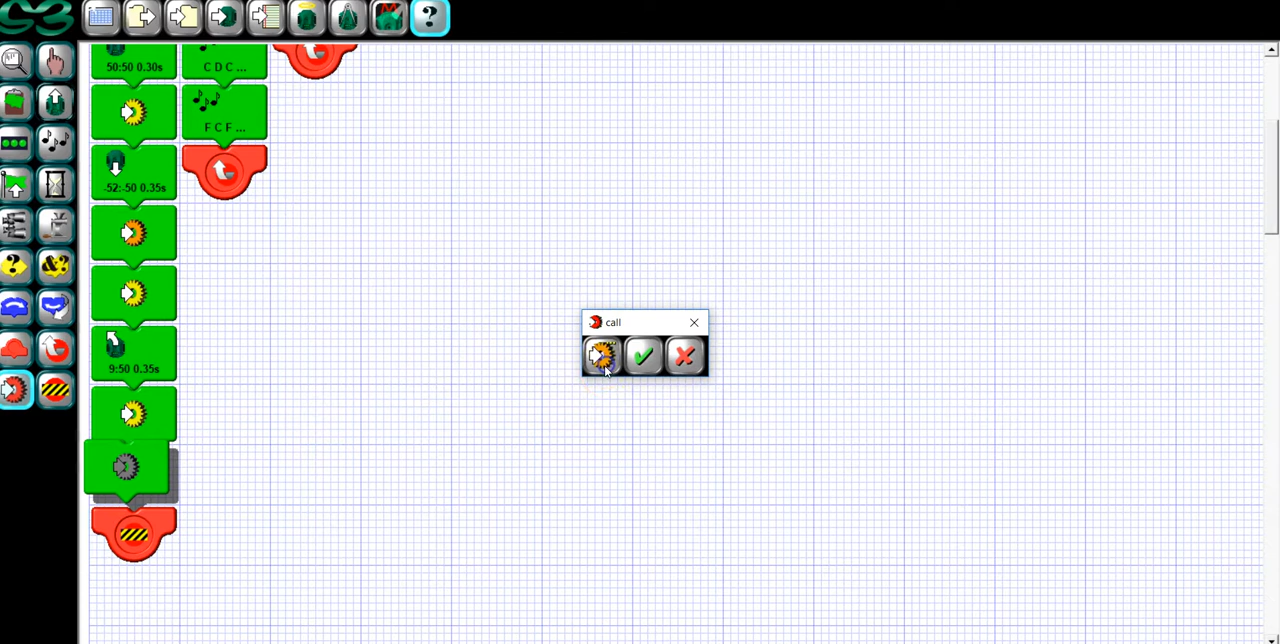 50:50 0.30s
C D C ...
F C F ...
-52:-50 0.35s
9:50 0.35s
call